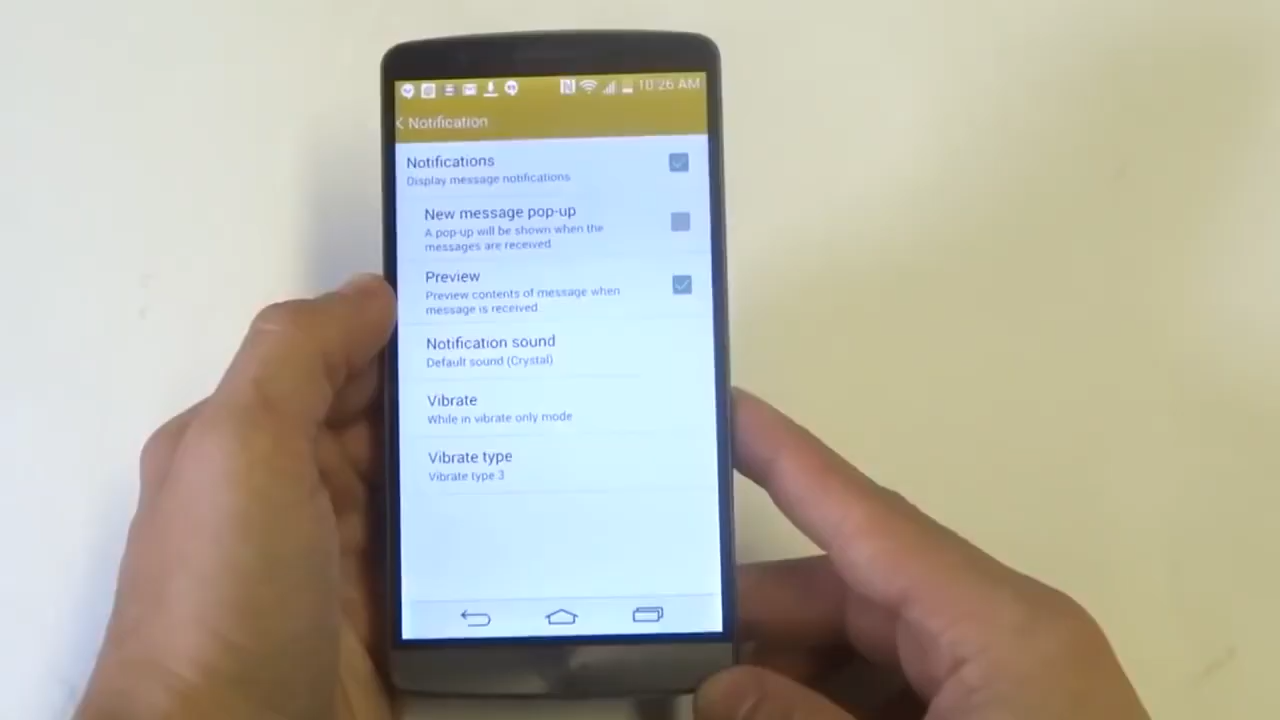 10:26 AM
< Notification
Notifications
Display message notifications
New message pop-up
A pop-up will be shown when the
messages are received
Preview
Preview contents of message when
message is received
Notification sound
Default sound (Crystal)
Vibrate
While in vibrate only mode
Vibrate type
Vibrate type 3